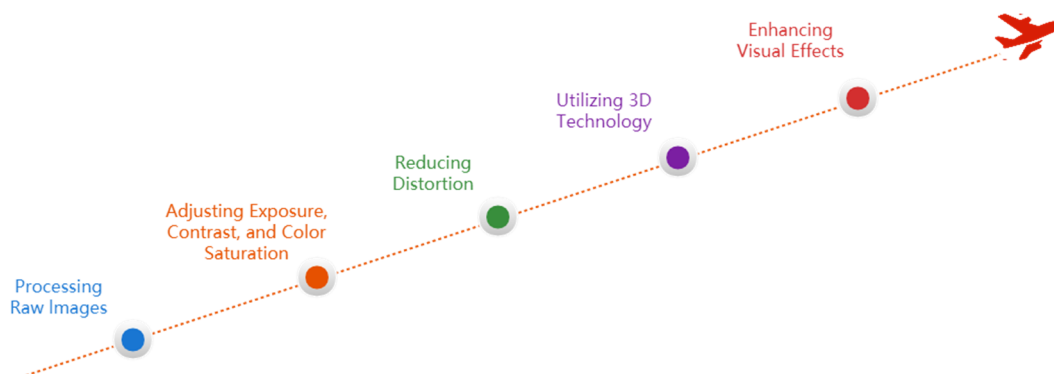 Processing
Raw Images
Adjusting Exposure,
Contrast, and Color
Saturation
Reducing
Distortion
Utilizing 3D
Technology
Enhancing
Visual Effects